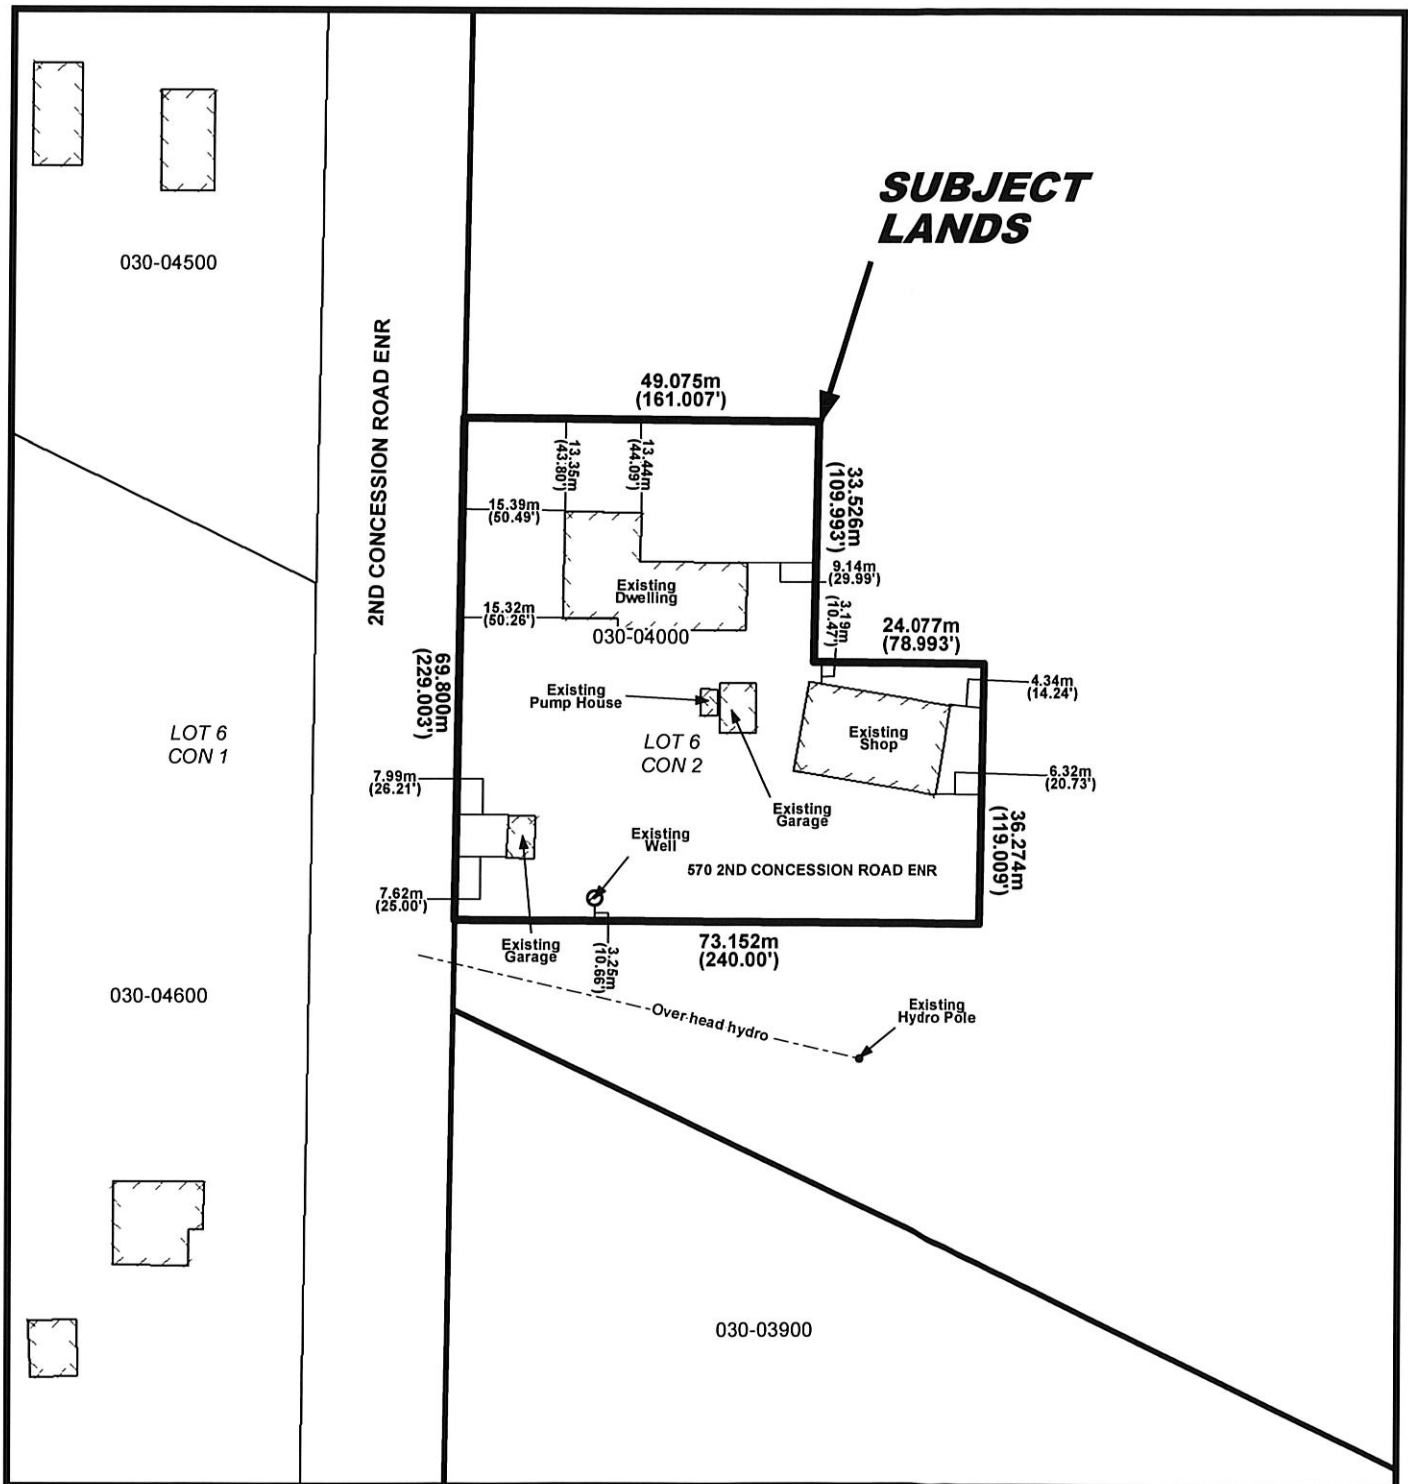 SUBJECT
LANDS
030-04500
2ND CONCESSION ROAD ENR
49.075m
(161.007')
13.35m
(43.80')
13.44m
(44.09')
33.526m
(109.993')
15.39m
(50.49')
9.14m
(29.99')
Existing
Dwelling
3.19m
(10.47')
15.32m
(50.26')
030-04000
24.077m
(78.993')
69.800m
(229.003')
4.34m
(14.24')
Existing
Pump House
LOT 6
CON 1
LOT 6
CON 2
Existing
Shop
7.99m
(26.21')
6.32m
(20.73')
Existing
Garage
36.274m
(119.009')
Existing
Well
570 2ND CONCESSION ROAD ENR
7.62m
(25.00')
Existing
Garage
3.25m
(10.66')
73.152m
(240.00')
030-04600
Over head hydro
Existing
Hydro Pole
030-03900